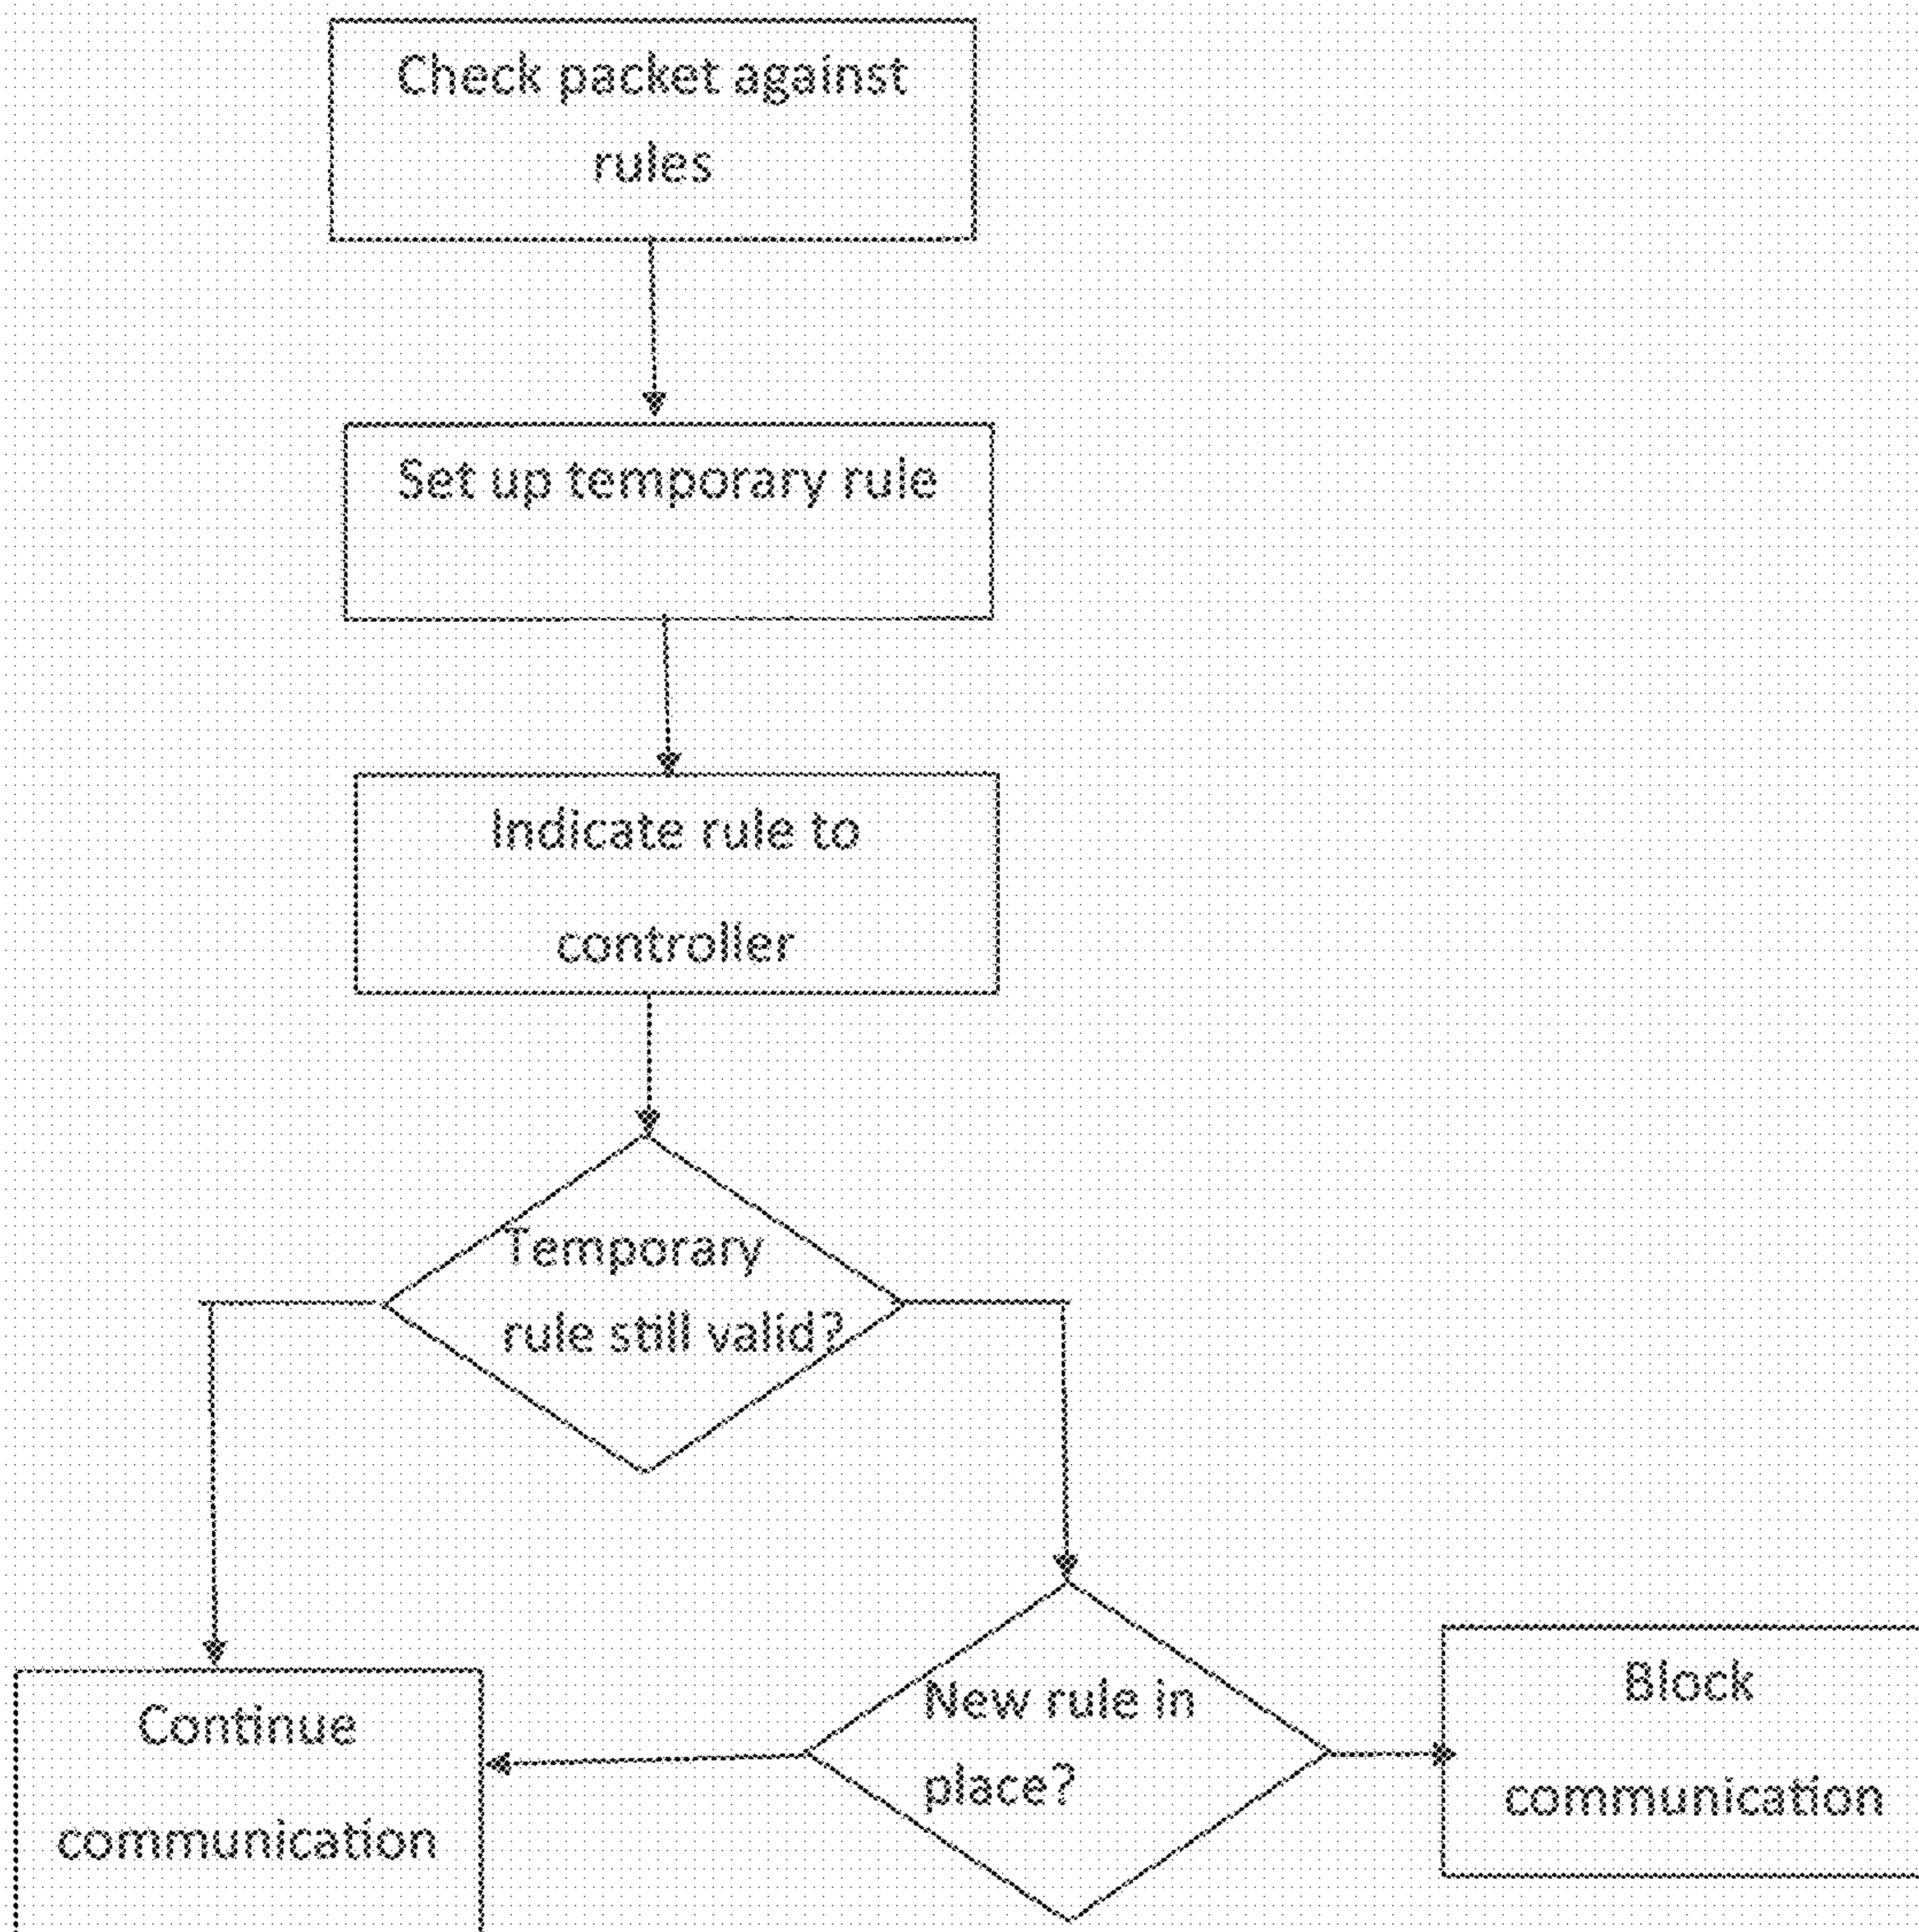 Check packet against
rules
Set up temporary rule
Indicate rule to
controller
Temporary
rule still valid?
New rule in
place?
Block
communication
Continue
communication